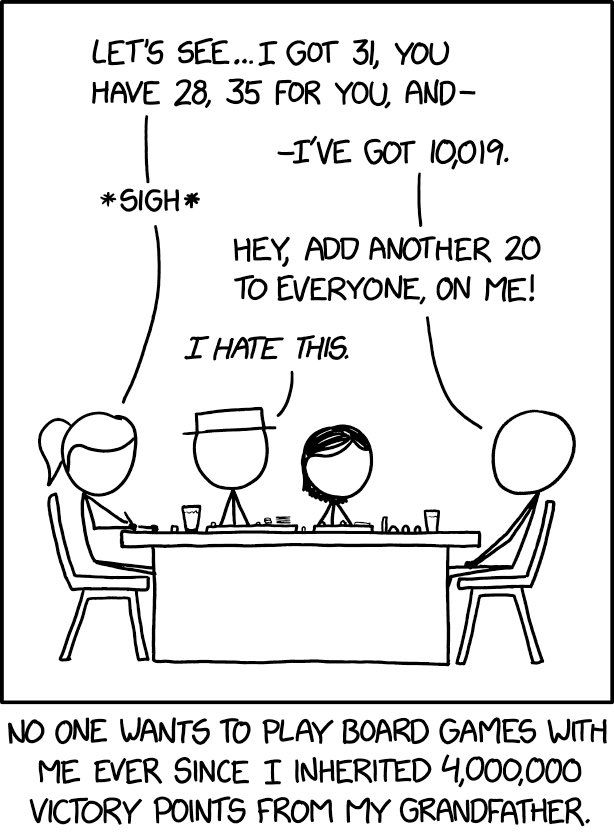 LET'S SEE...I GOT 31, YOU
HAVE 28, 35 FOR YOU, AND-
-I'VE GOT 10,019.
*SIGH*
HEY, ADD ANOTHER 20
TO EVERYONE, ON ME!
I HATE THIS.
NO ONE WANTS TO PLAY BOARD GAMES WITH
ME EVER SINCE I INHERITED 4,000,000
VICTORY POINTS FROM MY GRANDFATHER.